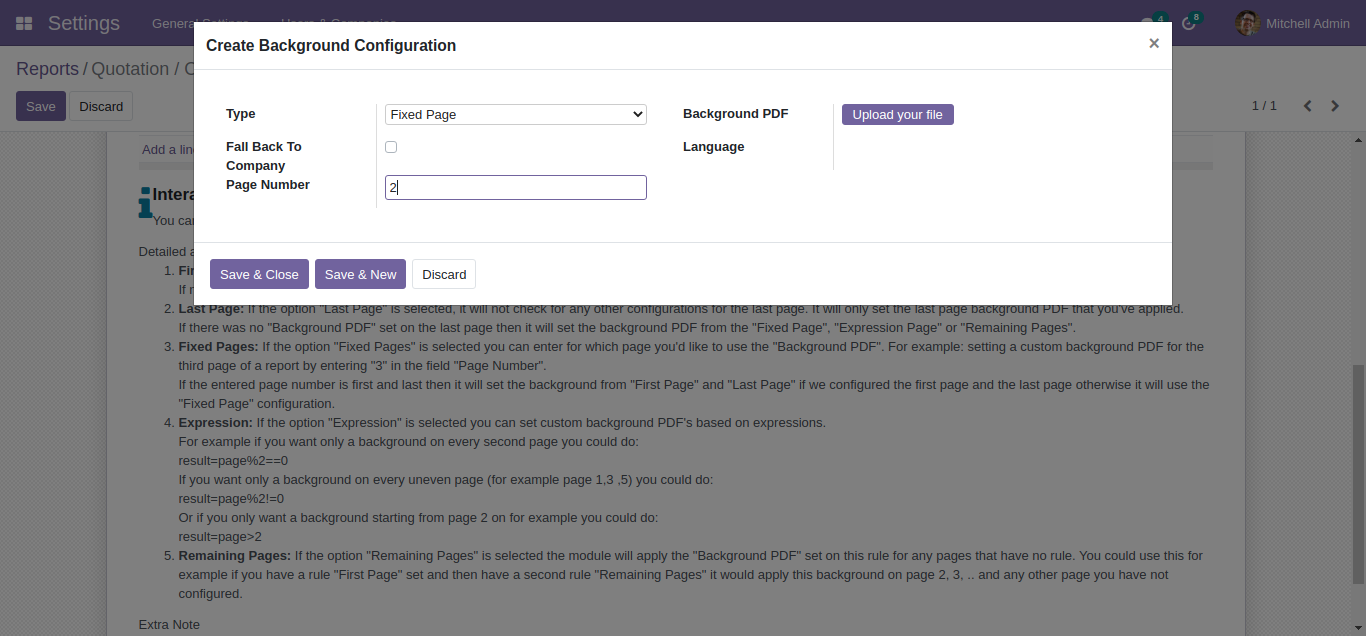 Settings
General Settings
Users & Companies
4
8
Mitchell Admin
Create Background Configuration
×
Reports / Quotation /
Save
Discard
1 / 1
Type
Fixed Page
Background PDF
Upload your file
Fall Back To
Company
Language
Page Number
2
Add a
You
Detailed
Save & Close
Save & New
Discard
1.
If
2. Last Page: If the option "Last Page" is selected, it will not check for any other configurations for the last page. It will only set the last page background PDF that you've applied.
If there was no "Background PDF" set on the last page then it will set the background PDF from the "Fixed Page", "Expression Page" or "Remaining Pages".
3. Fixed Pages: If the option "Fixed Pages" is selected you can enter for which page you'd like to use the "Background PDF". For example: setting a custom background PDF for the
third page of a report by entering "3" in the field "Page Number".
If the entered page number is first and last then it will set the background from "First Page" and "Last Page" if we configured the first page and the last page otherwise it will use the
"Fixed Page" configuration.
4. Expression: If the option "Expression" is selected you can set custom background PDF's based on expressions.
For example if you want only a background on every second page you could do:
result=page%2==0
If you want only a background on every uneven page (for example page 1,3 ,5) you could do:
result=page%2!=0
Or if you only want a background starting from page 2 on for example you could do:
result=page>2
5. Remaining Pages: If the option "Remaining Pages" is selected the module will apply the "Background PDF" set on this rule for any pages that have no rule. You could use this for
example if you have a rule "First Page" set and then have a second rule "Remaining Pages" it would apply this background on page 2, 3, .. and any other page you have not
configured.
Extra Note